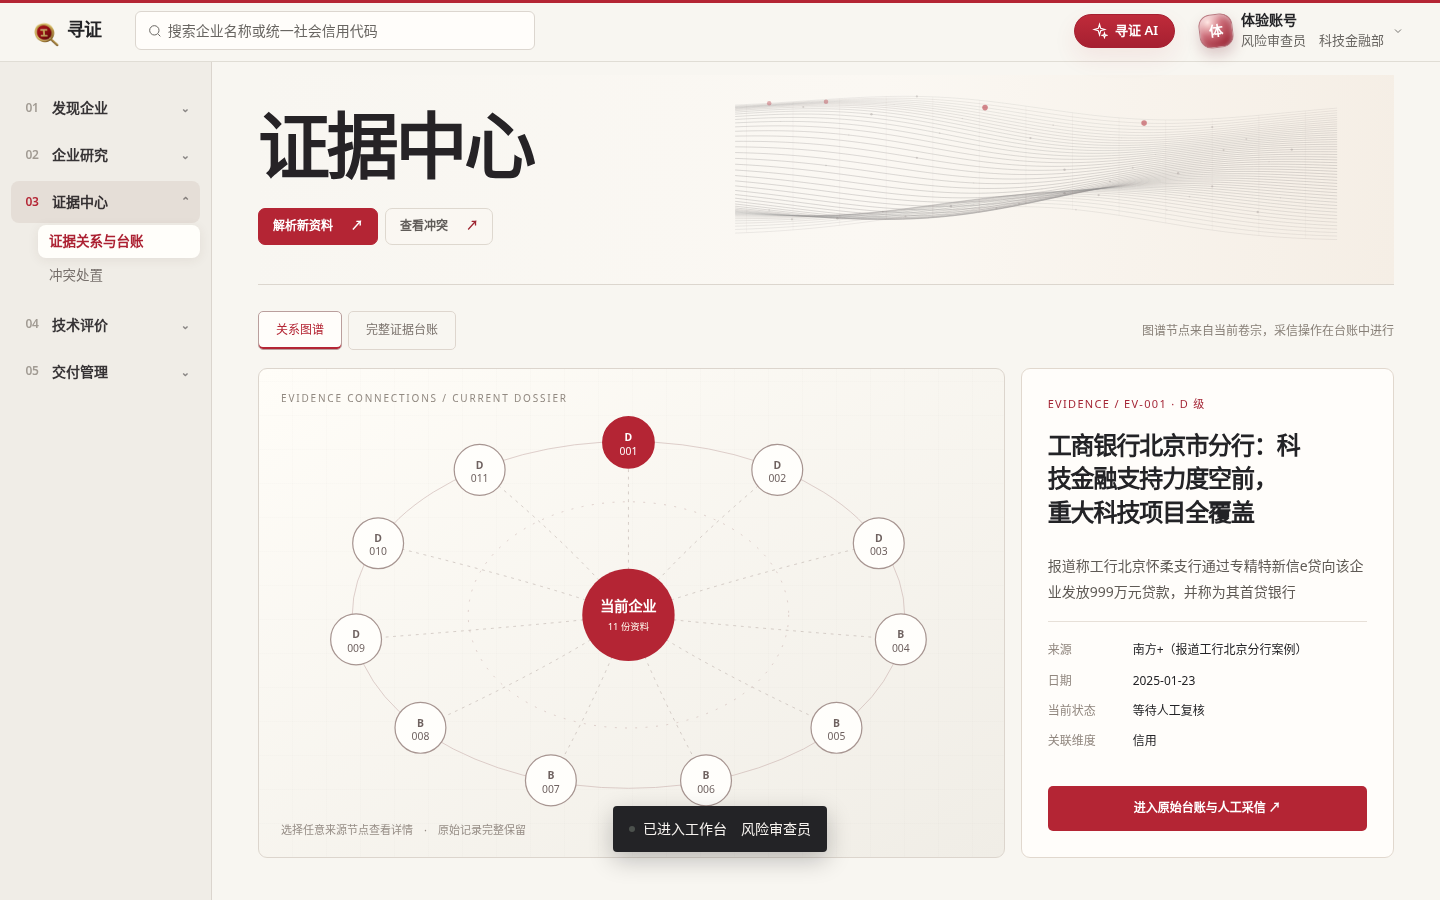 寻证
搜索企业名称或统一社会信用代码
寻证 AI
体
体验账号
风险审查员 科技金融部
01 发现企业
02 企业研究
03 证据中心
证据关系与台账
冲突处置
04 技术评价
05 交付管理
证据中心
解析新资料 ↗
查看冲突 ↗
关系图谱
完整证据台账
图谱节点来自当前卷宗，采信操作在台账中进行
EVIDENCE CONNECTIONS / CURRENT DOSSIER
D
001
D
002
D
003
B
004
B
005
B
006
B
007
B
008
D
009
D
010
D
011
当前企业
11 份资料
选择任意来源节点查看详情 · 原始记录完整保留
EVIDENCE / EV-001 · D 级
工商银行北京市分行：科
技金融支持力度空前，
重大科技项目全覆盖
报道称工行北京怀柔支行通过专精特新信e贷向该企
业发放999万元贷款，并称为其首贷银行
来源 南方+（报道工行北京分行案例）
日期 2025-01-23
当前状态 等待人工复核
关联维度 信用
进入原始台账与人工采信 ↗
已进入工作台 风险审查员